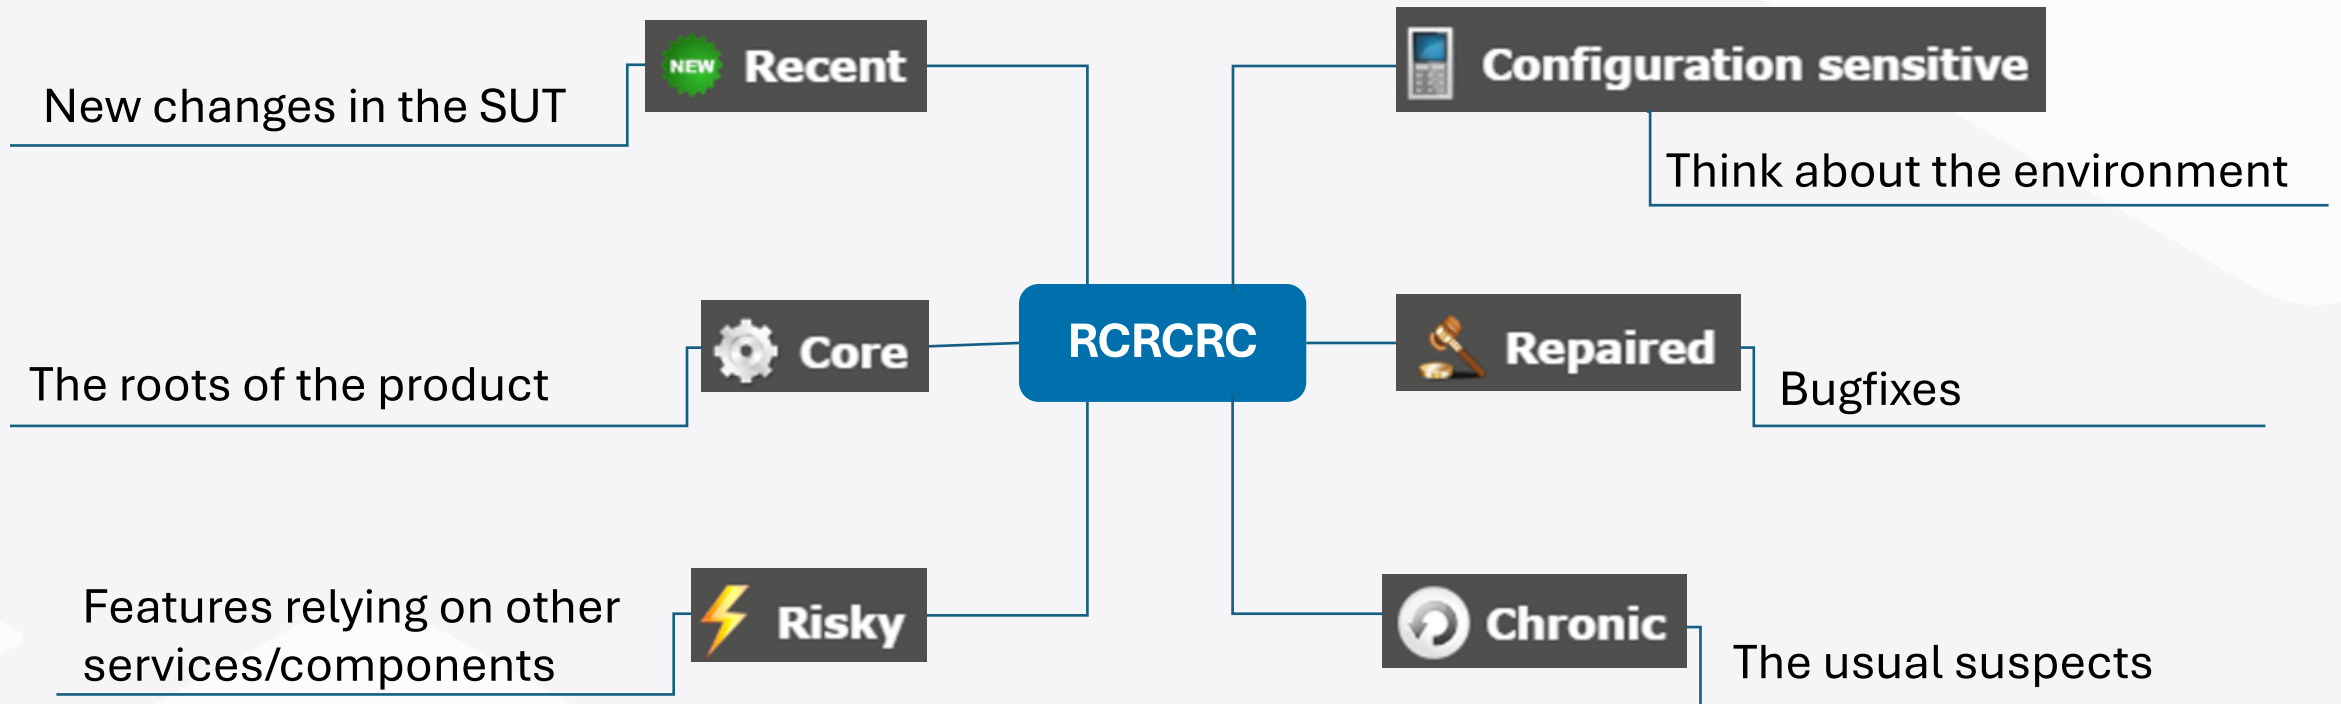 NEW Recent
New changes in the SUT
Core
The roots of the product
Risky
Features relying on other
services/components
RCRCRC
Configuration sensitive
Think about the environment
Repaired
Bugfixes
Chronic
The usual suspects